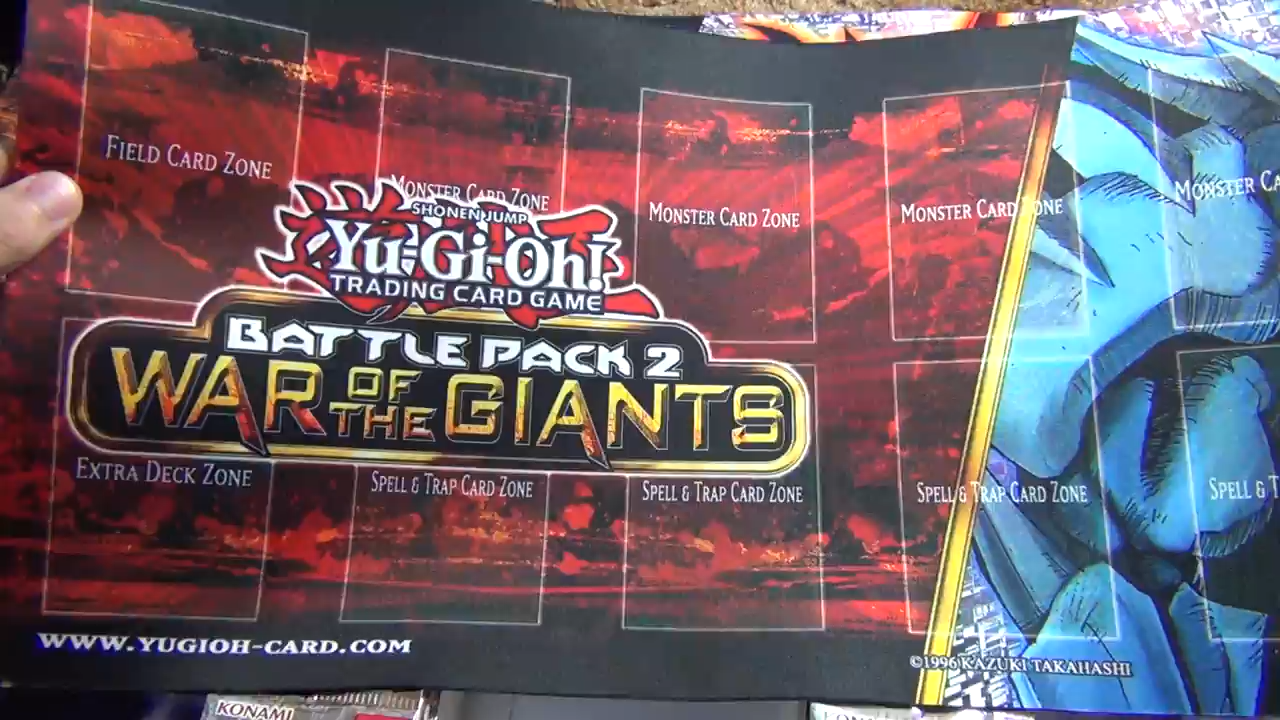 FIELD CARD ZONE
MONSTER CARD ZONE
MONSTER CARD ZONE
MONSTER CARD ZONE
MONSTER
SHONEN JUMP
Yu-Gi-Oh!
TRADING CARD GAME
BATTLE PACK 2
WAR OF THE GIANTS
EXTRA DECK ZONE
SPELL & TRAP CARD ZONE
SPELL & TRAP CARD ZONE
SPELL & TRAP CARD ZONE
SPELL &
WWW.YUGIOH-CARD.COM
©1996 KAZUKI TAKAHASHI
KONAMI